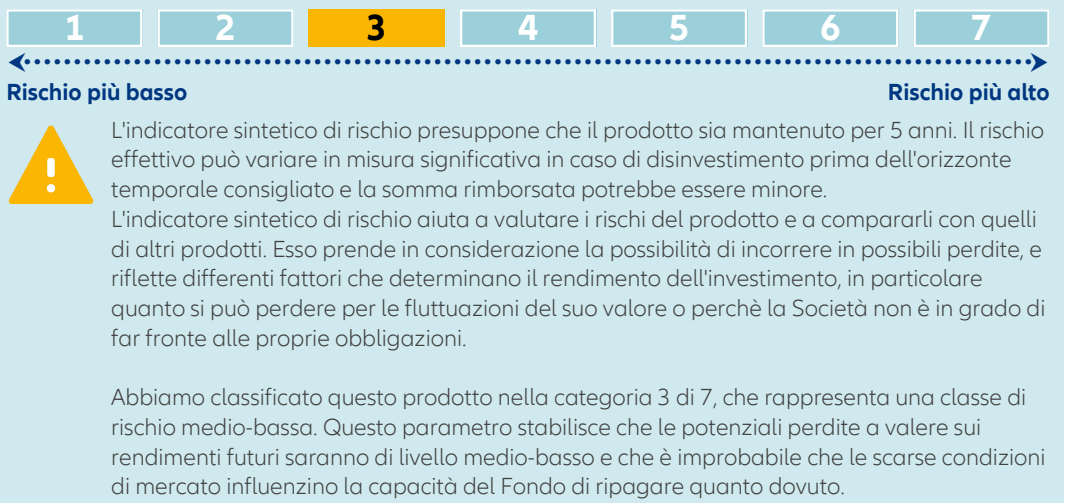 1 2 3 4 5 6 7
Rischio più basso Rischio più alto
L'indicatore sintetico di rischio presuppone che il prodotto sia mantenuto per 5 anni. Il rischio
effettivo può variare in misura significativa in caso di disinvestimento prima dell'orizzonte
temporale consigliato e la somma rimborsata potrebbe essere minore.
L'indicatore sintetico di rischio aiuta a valutare i rischi del prodotto e a compararli con quelli
di altri prodotti. Esso prende in considerazione la possibilità di incorrere in possibili perdite, e
riflette differenti fattori che determinano il rendimento dell'investimento, in particolare
quanto si può perdere per le fluttuazioni del suo valore o perchè la Società non è in grado di
far fronte alle proprie obbligazioni.
Abbiamo classificato questo prodotto nella categoria 3 di 7, che rappresenta una classe di
rischio medio-bassa. Questo parametro stabilisce che le potenziali perdite a valere sui
rendimenti futuri saranno di livello medio-basso e che è improbabile che le scarse condizioni
di mercato influenzino la capacità del Fondo di ripagare quanto dovuto.